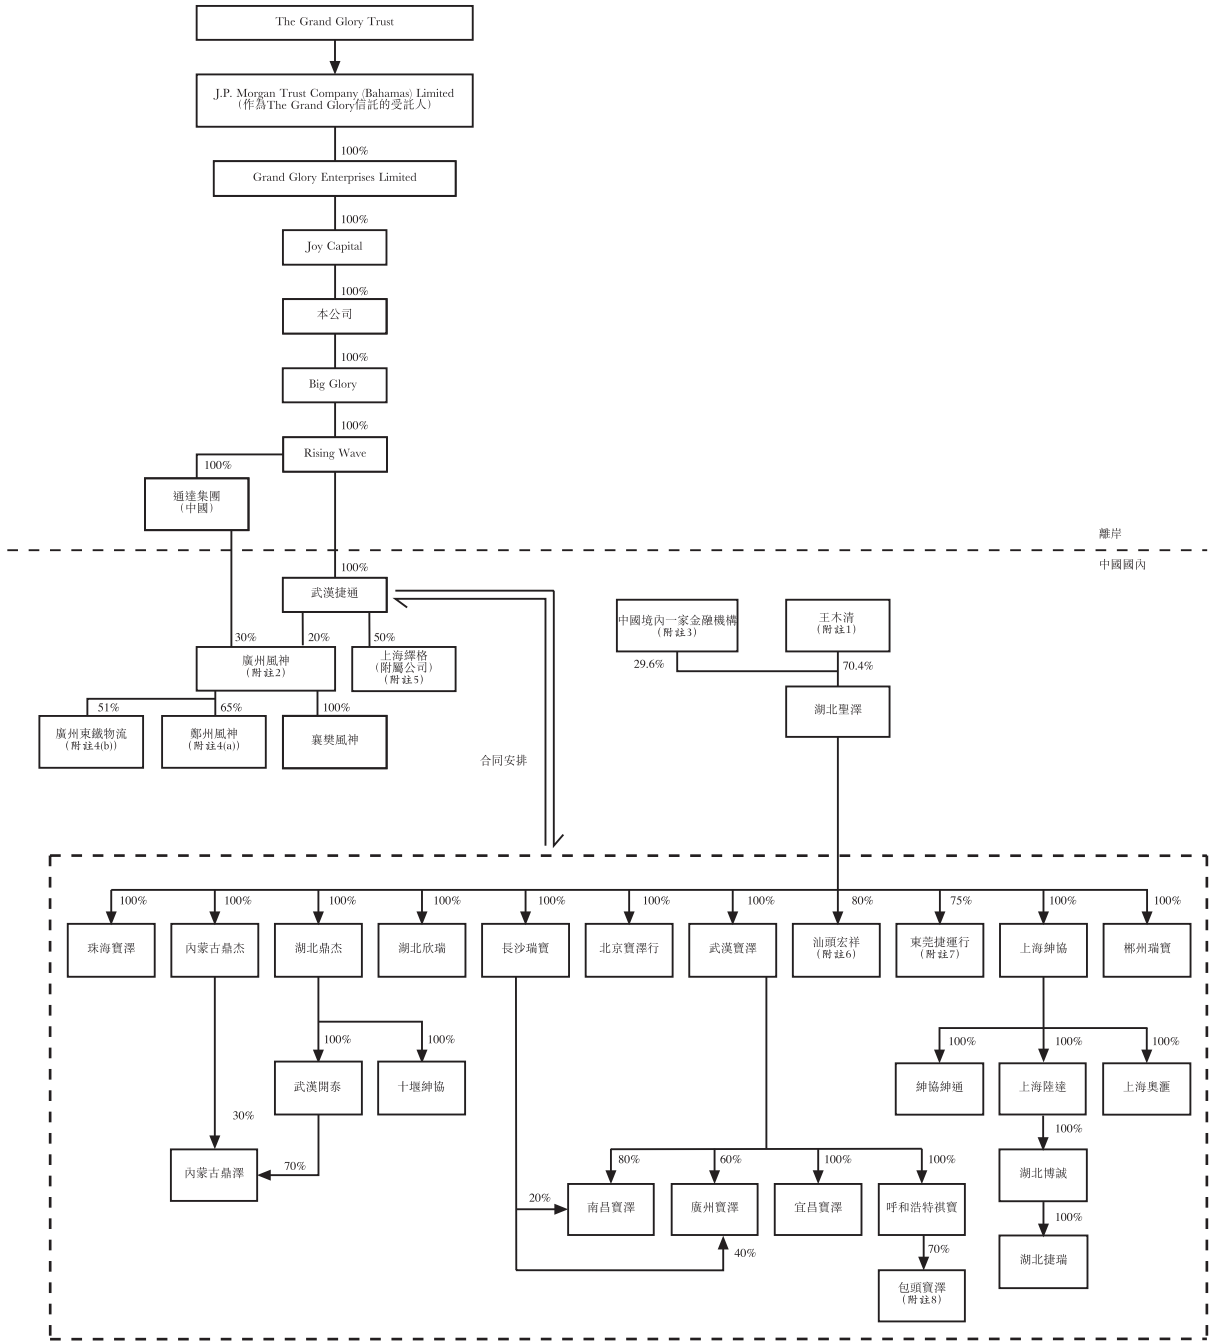 The Grand Glory Trust
J.P. Morgan Trust Company (Bahamas) Limited
(作為The Grand Glory信託的受託人)
100%
Grand Glory Enterprises Limited
100%
Joy Capital
100%
本公司
100%
Big Glory
100%
Rising Wave
100%
通達集團
(中國)
離岸
中國國內
100%
武漢捷通
中國境內一家金融機構
(附註3)
王木清
(附註1)
30%
20%
50%
廣州風神
(附註2)
上海繹格
(附屬公司)
(附註5)
29.6%
70.4%
湖北聖澤
51%
65%
100%
廣州東鐵物流
(附註4(b))
鄭州風神
(附註4(a))
襄樊風神
合同安排
100%
100%
100%
100%
100%
100%
100%
80%
75%
100%
100%
珠海寶澤
內蒙古鼎杰
湖北鼎杰
湖北欣瑞
長沙瑞寶
北京寶澤行
武漢寶澤
汕頭宏祥
(附註6)
東莞捷運行
(附註7)
上海紳協
郴州瑞寶
100%
100%
100%
100%
100%
武漢開泰
十堰紳協
紳協紳通
上海陸達
上海奧滙
30%
100%
70%
內蒙古鼎澤
80%
60%
100%
100%
湖北博誠
20%
南昌寶澤
廣州寶澤
宜昌寶澤
呼和浩特祺寶
100%
40%
70%
湖北捷瑞
包頭寶澤
(附註8)